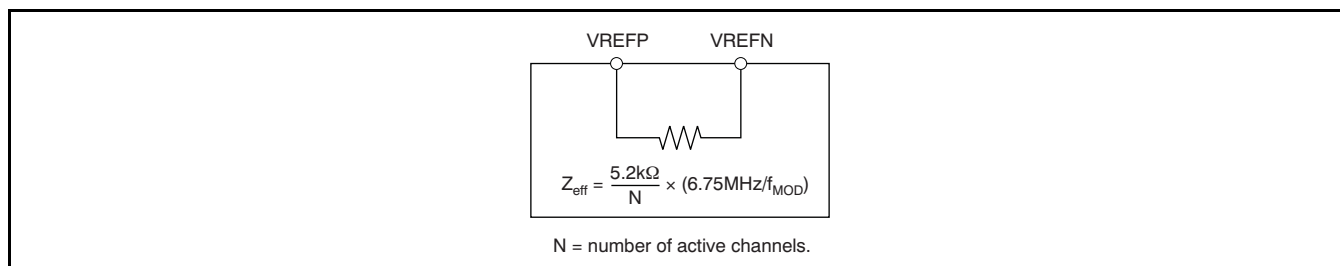 VREFP VREFN
Z_eff = 5.2kΩ/N × (6.75MHz/f_MOD)
N = number of active channels.